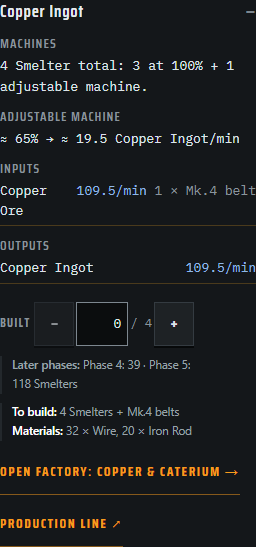 Copper Ingot −
MACHINES
4 Smelter total: 3 at 100% + 1
adjustable machine.
ADJUSTABLE MACHINE
≈ 65% → ≈ 19.5 Copper Ingot/min
INPUTS
Copper 109.5/min 1 × Mk.4 belt
Ore
OUTPUTS
Copper Ingot 109.5/min
BUILT − 0 / 4 +
Later phases: Phase 4: 39 · Phase 5:
118 Smelters
To build: 4 Smelters + Mk.4 belts
Materials: 32 × Wire, 20 × Iron Rod
OPEN FACTORY: COPPER & CATERIUM →
PRODUCTION LINE ↗